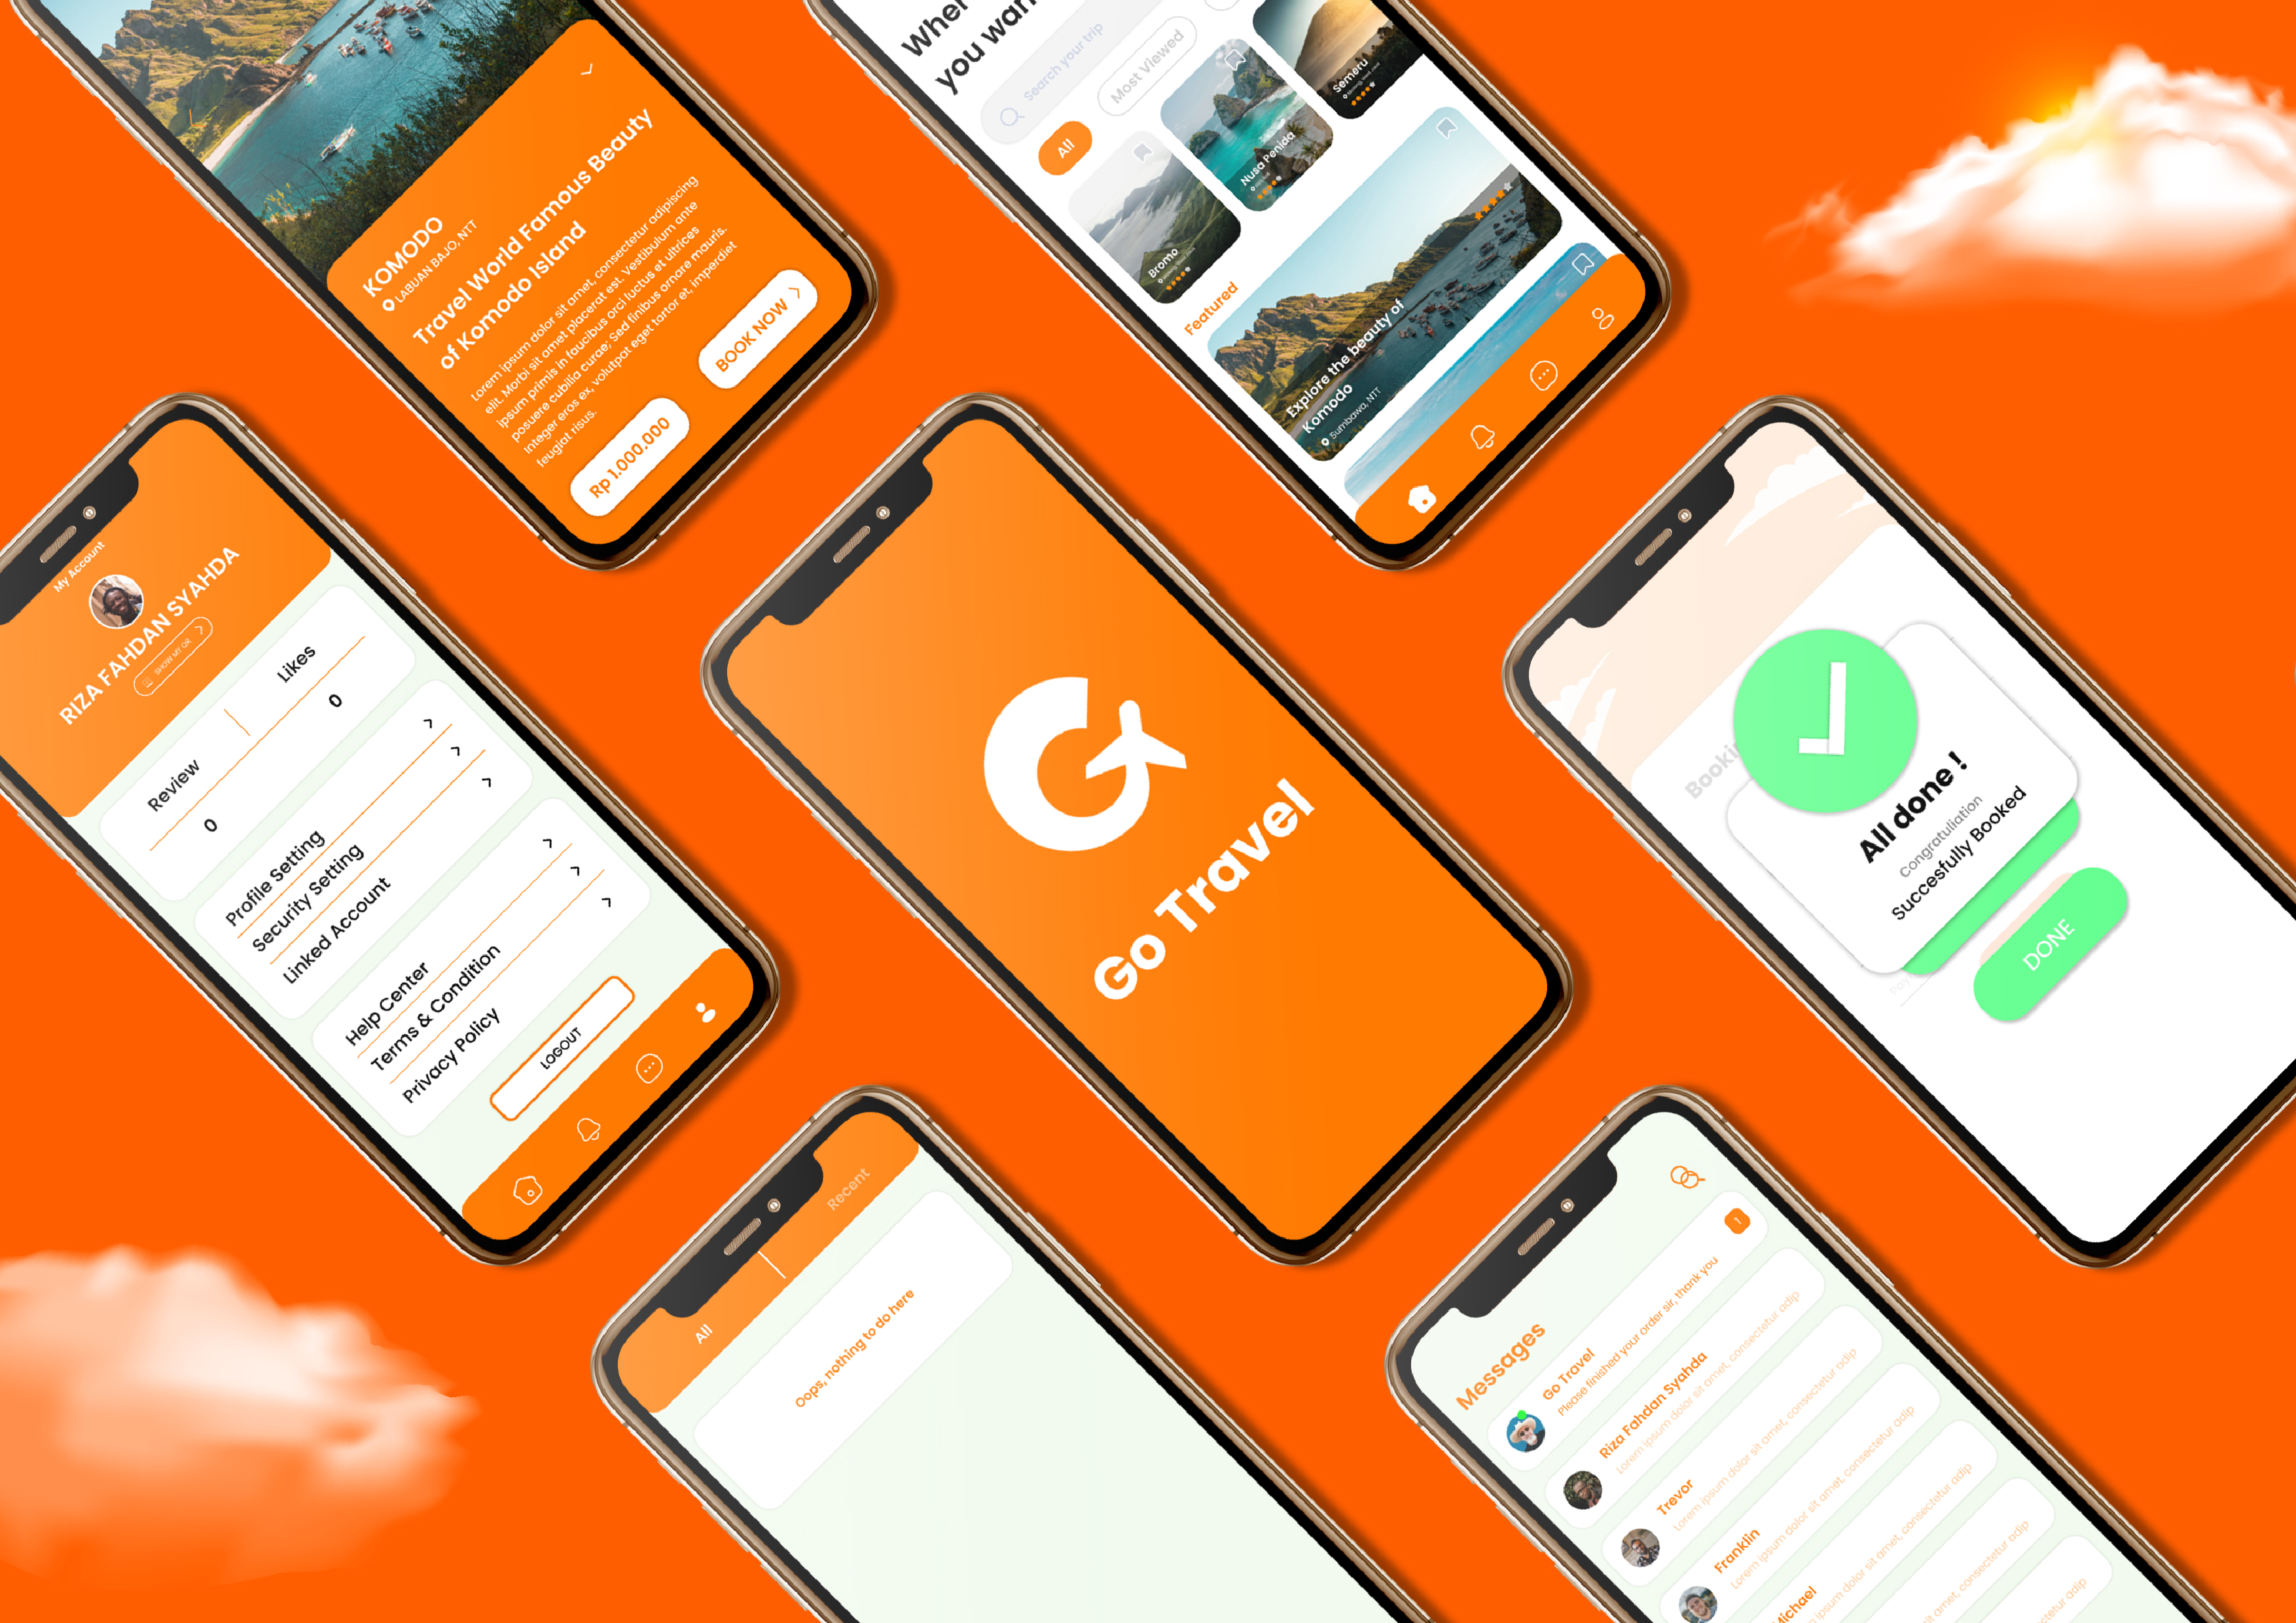 KOMODO
LABUAN BAJO, NTT
Travel World Famous Beauty
of Komodo Island
Lorem ipsum dolor sit amet, consectetur adipiscing
elit. Morbi sit amet placerat est. Vestibulum ante
ipsum primis in faucibus orci luctus et ultrices
posuere cubilia curae; Sed finibus ornare mauris.
Integer eros ex, volutpat eget tortor et, imperdiet
feugiat risus.
Rp 1.000.000
BOOK NOW
Wher
you wan
Search your trip
All
Most Viewed
Bromo
Nusa Penida
Semeru
Featured
Explore the beauty of
Komodo
Sumbawa, NTT
My Account
RIZA FAHDAN SYAHDA
SHOW MY QR
Review
Likes
0
0
Profile Setting
Security Setting
Linked Account
Help Center
Terms & Condition
Privacy Policy
LOGOUT
Go Travel
Bookin
All done !
Congratuliation
Succesfully Booked
DONE
All
Recent
Oops, nothing to do here
Messages
Go Travel
Please finished your order sir, thank you
1
Riza Fahdan Syahda
Lorem ipsum dolor sit amet, consectetur adip
Trevor
Lorem ipsum dolor sit amet, consectetur adip
Franklin
Lorem ipsum dolor sit amet, consectetur adip
Michael
ipsum dolor sit amet, consectetur adip
sit amet, consectetur adip
consectetur adip